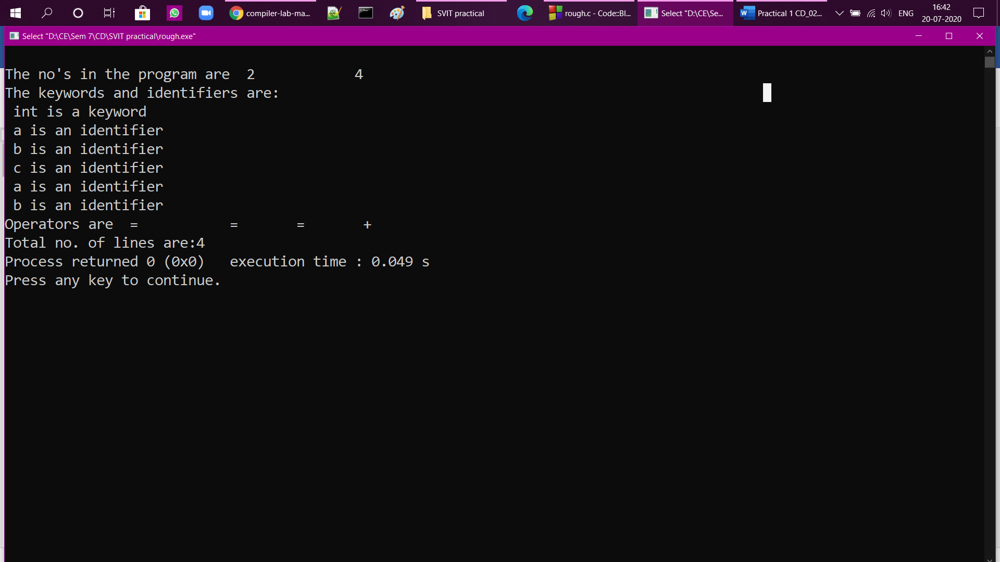 compiler-lab-ma...
SVIT practical
rough.c - Code::Bl...
Select "D:\CE\Se...
Practical 1 CD_02...
ENG
16:42
20-07-2020
Select "D:\CE\Sem 7\CD\SVIT practical\rough.exe"
The no's in the program are  2            4
The keywords and identifiers are:
 int is a keyword
 a is an identifier
 b is an identifier
 c is an identifier
 a is an identifier
 b is an identifier
Operators are  =           =       =       +
Total no. of lines are:4
Process returned 0 (0x0)   execution time : 0.049 s
Press any key to continue.